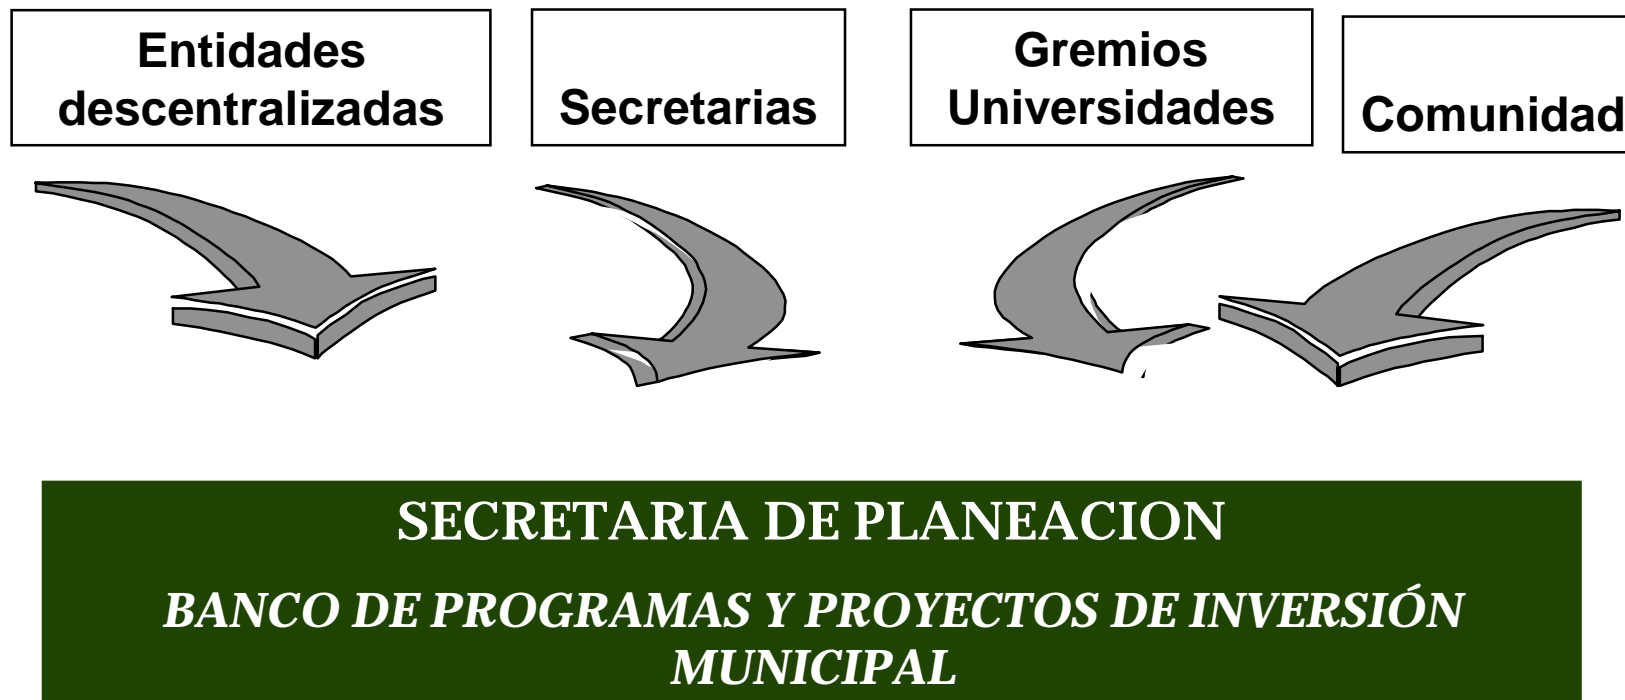 Entidades
descentralizadas
Secretarias
Gremios
Universidades
Comunidad
SECRETARIA DE PLANEACION
BANCO DE PROGRAMAS Y PROYECTOS DE INVERSIÓN
MUNICIPAL